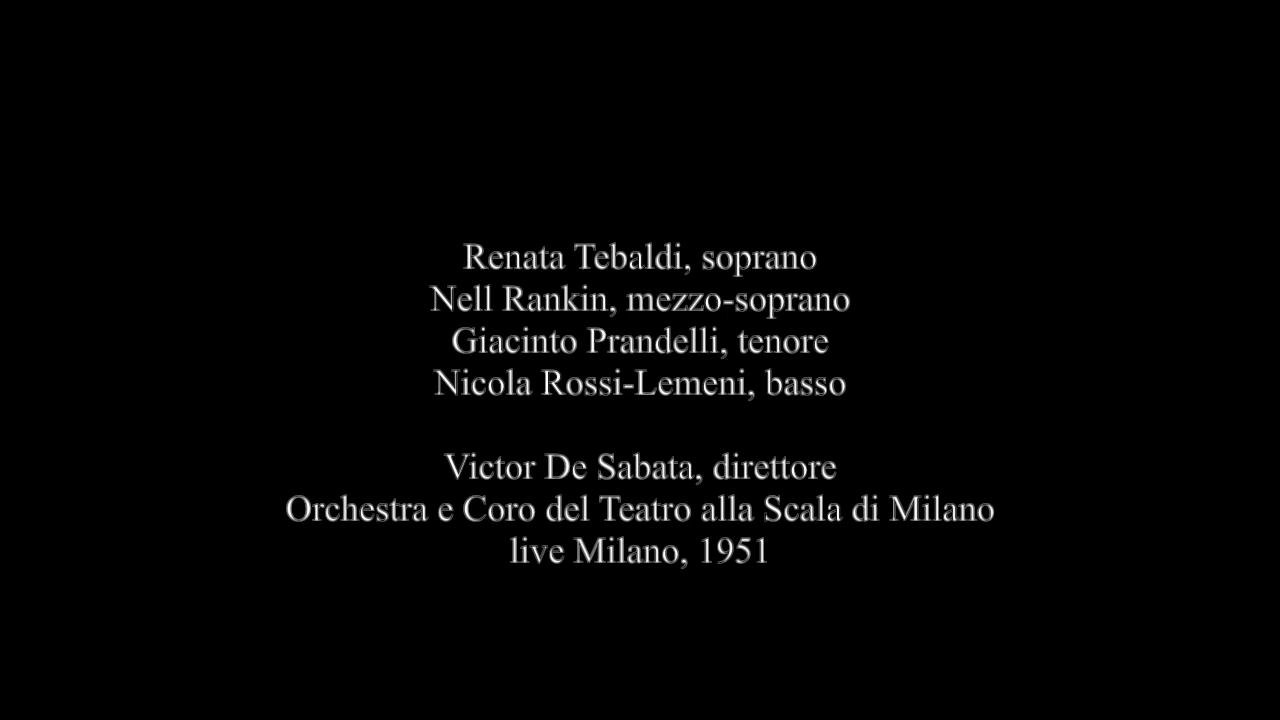 Renata Tebaldi, soprano
Nell Rankin, mezzo-soprano
Giacinto Prandelli, tenore
Nicola Rossi-Lemeni, basso
Victor De Sabata, direttore
Orchestra e Coro del Teatro alla Scala di Milano
live Milano, 1951